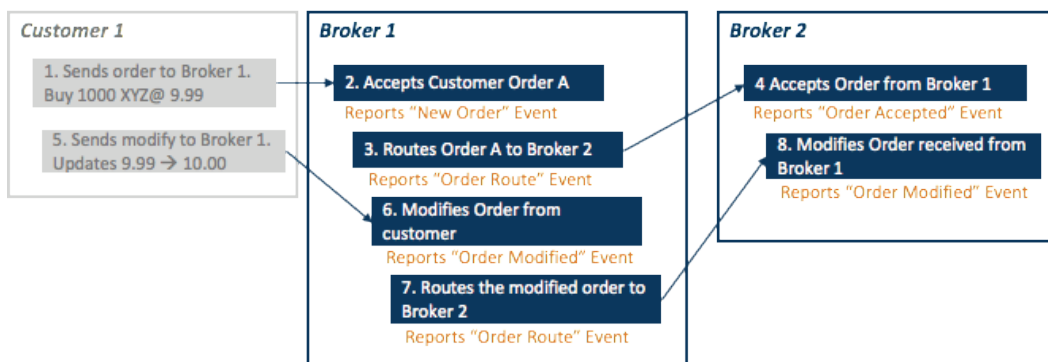 Customer 1
1. Sends order to Broker 1.
Buy 1000 XYZ@ 9.99
5. Sends modify to Broker 1.
Updates 9.99 → 10.00
Broker 1
2. Accepts Customer Order A
Reports “New Order” Event
3. Routes Order A to Broker 2
Reports “Order Route” Event
6. Modifies Order from
customer
Reports “Order Modified” Event
7. Routes the modified order to
Broker 2
Reports “Order Route” Event
Broker 2
4 Accepts Order from Broker 1
Reports “Order Accepted” Event
8. Modifies Order received from
Broker 1
Reports “Order Modified” Event